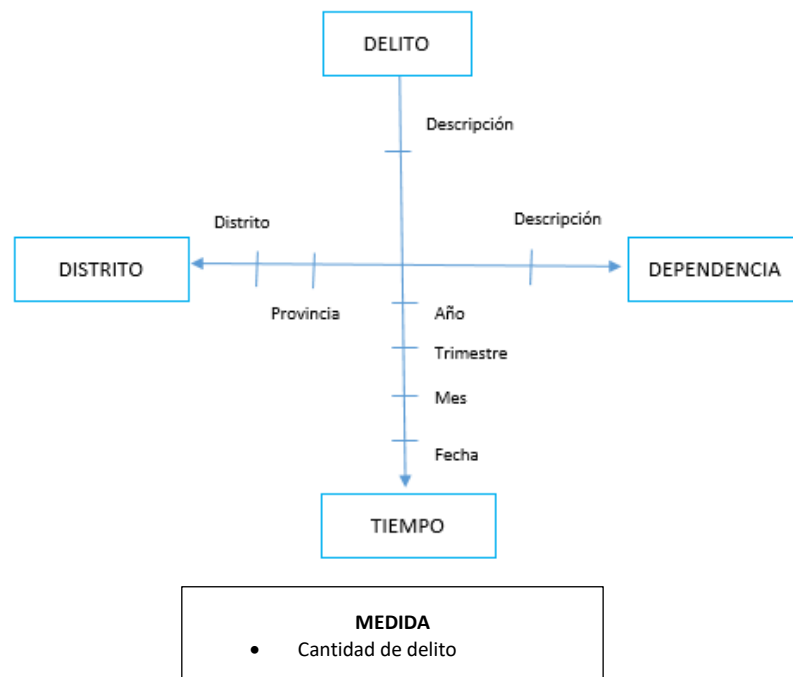 DELITO
Descripción
Distrito
Descripción
DISTRITO
DEPENDENCIA
Provincia
Año
Trimestre
Mes
Fecha
TIEMPO
MEDIDA
• Cantidad de delito